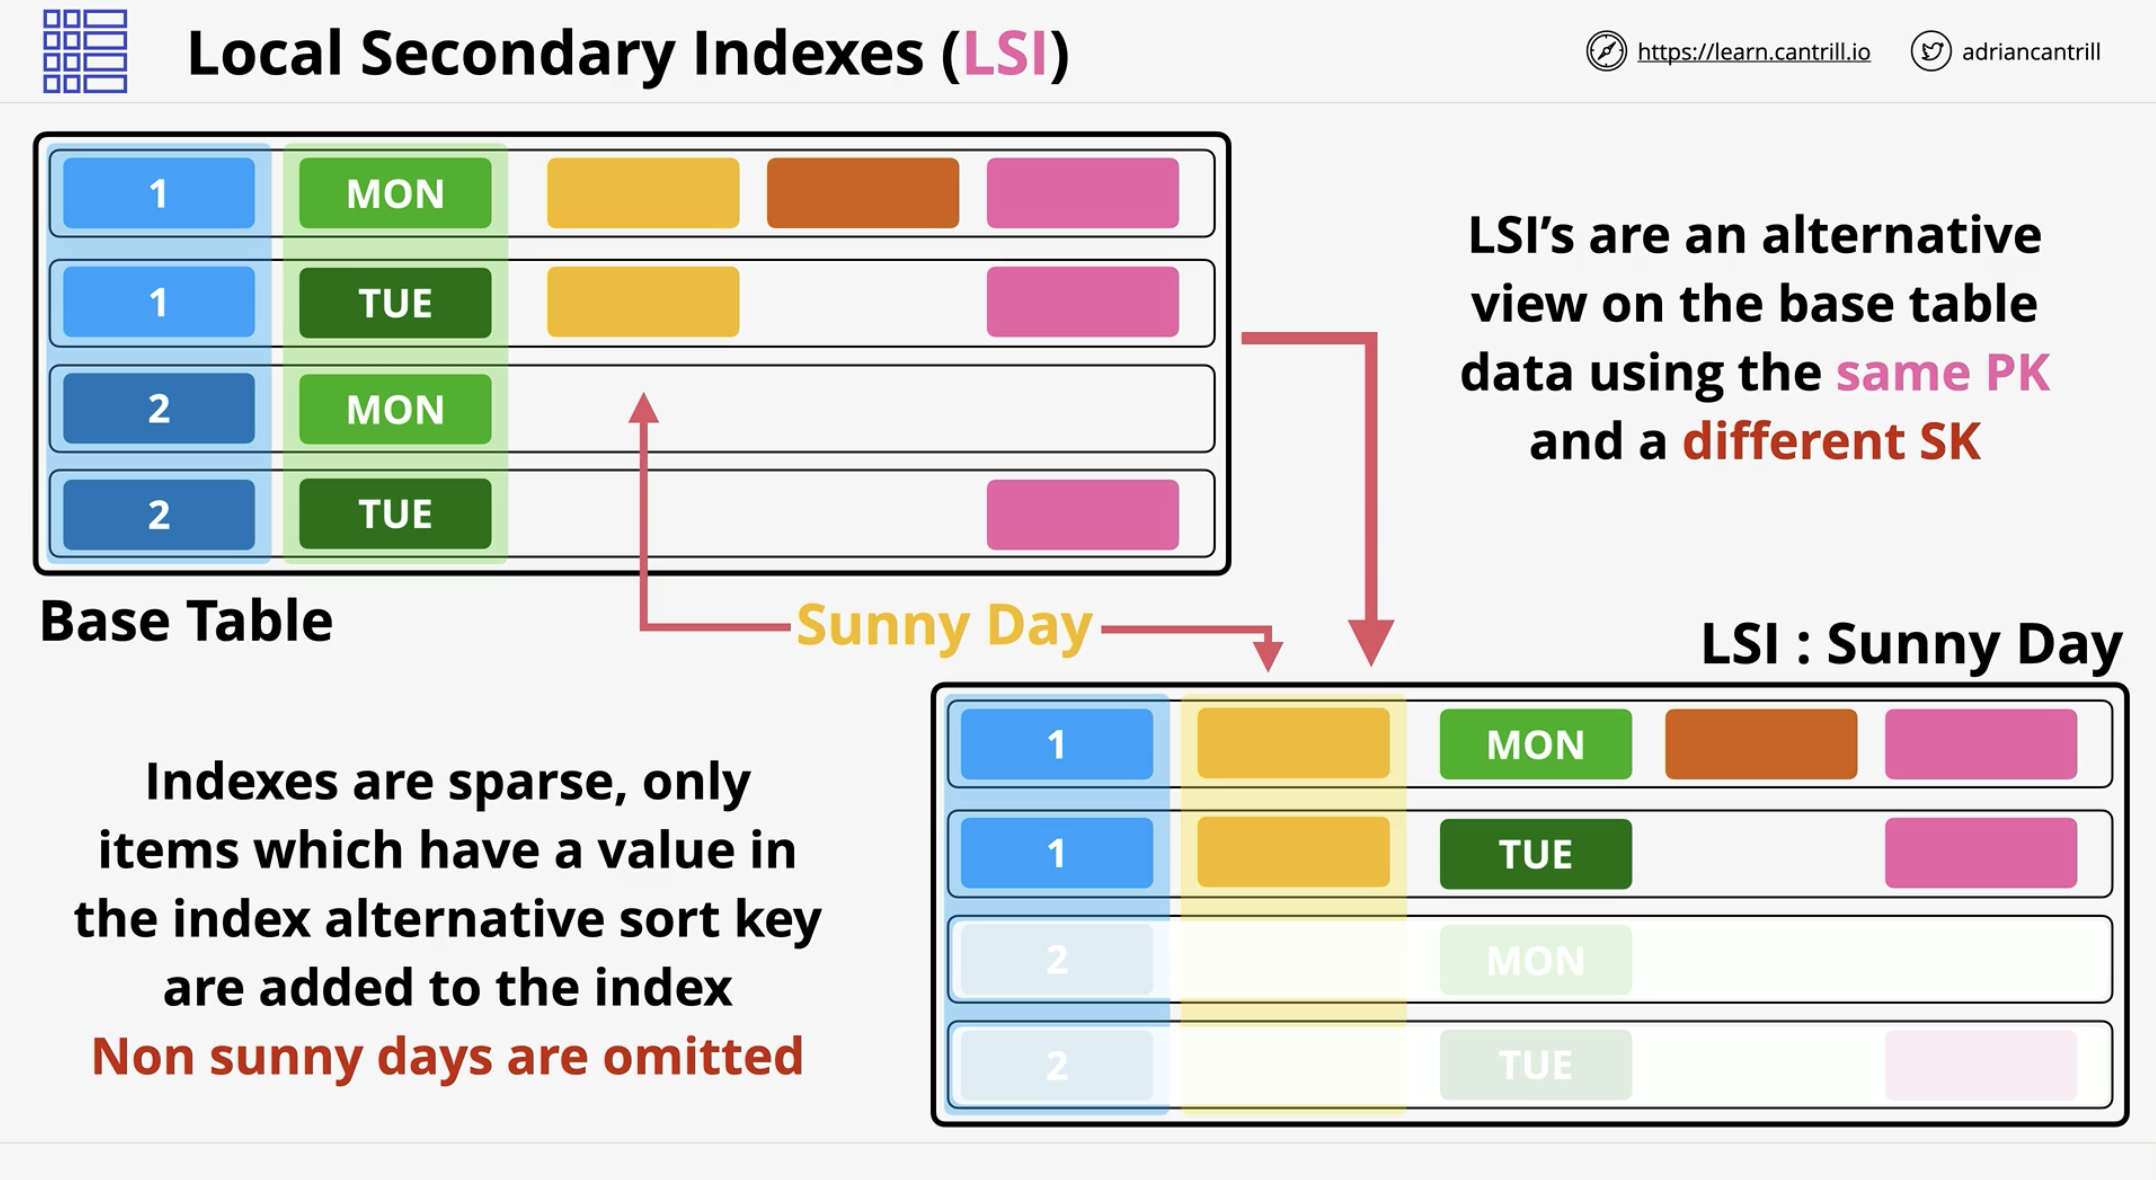 Local Secondary Indexes (LSI)
https://learn.cantrill.io
adriancantrill
1 MON
1 TUE
2 MON
2 TUE
Base Table
LSI’s are an alternative
view on the base table
data using the same PK
and a different SK
Sunny Day
LSI : Sunny Day
Indexes are sparse, only
items which have a value in
the index alternative sort key
are added to the index
Non sunny days are omitted
1 MON
1 TUE
2 MON
2 TUE